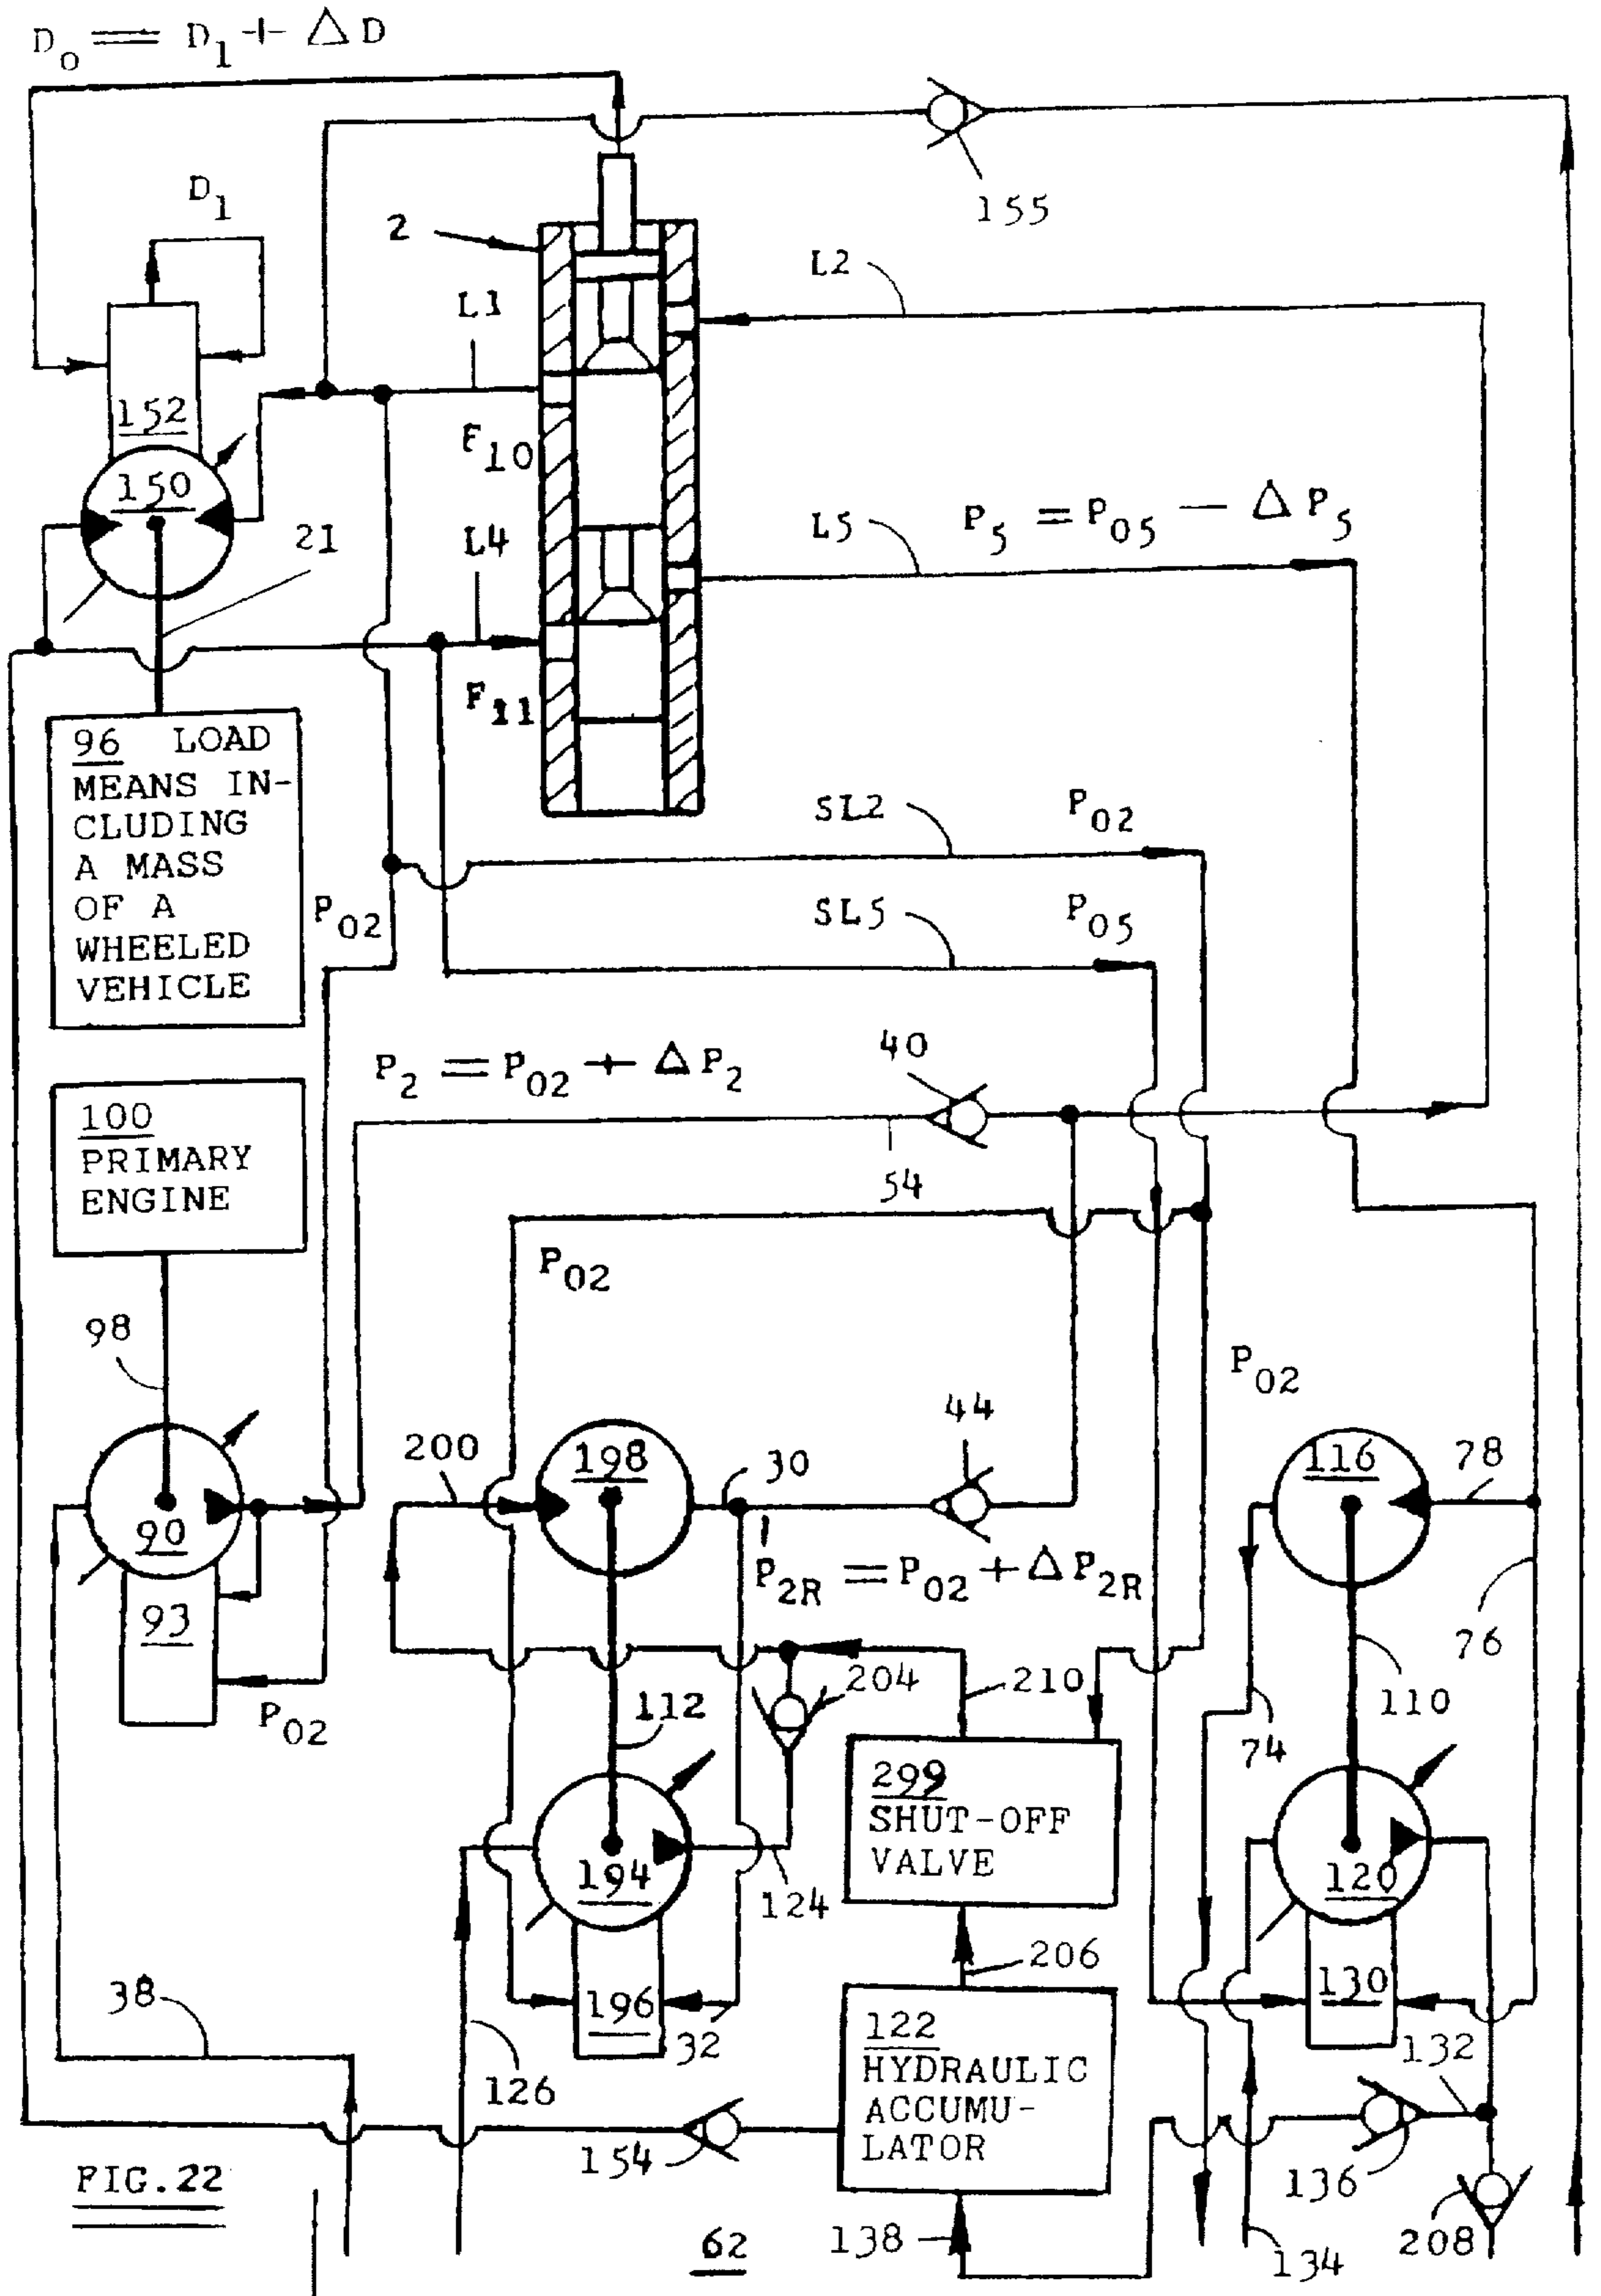 D0 = D1 + ΔD
155
D1
2
L2
L1
152
F10
150
L5
P5 = P05 − ΔP5
21
L4
F11
96 LOAD
MEANS IN-
CLUDING
A MASS
OF A
WHEELED
VEHICLE
SL2
P02
P02
SL5
P05
40
P2 = P02 + ΔP2
100
PRIMARY
ENGINE
54
P02
98
P02
44
200
198
30
116
78
90
P2R = P02 + ΔP2R
93
76
204
210
110
112
P02
74
299
SHUT-OFF
VALVE
194
124
120
206
38
196
130
32
122
HYDRAULIC
ACCUMU-
LATOR
132
126
154
136
FIG.22
62
138
134
208